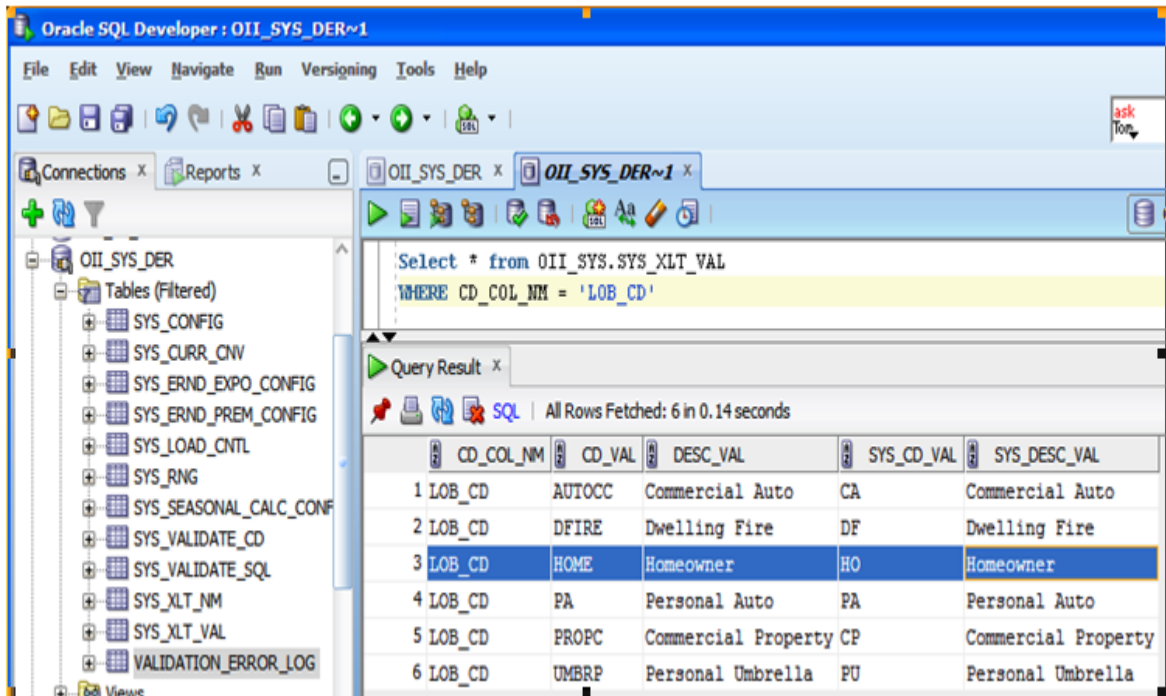 Oracle SQL Developer : OII_SYS_DER~1
File Edit View Navigate Run Versioning Tools Help
ask
Tom
Connections x Reports x OII_SYS_DER x OII_SYS_DER~1 x
OII_SYS_DER
Tables (Filtered)
SYS_CONFIG
SYS_CURR_CNV
SYS_ERND_EXPO_CONFIG
SYS_ERND_PREM_CONFIG
SYS_LOAD_CNTL
SYS_RNG
SYS_SEASONAL_CALC_CONF
SYS_VALIDATE_CD
SYS_VALIDATE_SQL
SYS_XLT_NM
SYS_XLT_VAL
VALIDATION_ERROR_LOG
Views
Select * from OII_SYS.SYS_XLT_VAL
WHERE CD_COL_NM = 'LOB_CD'
Query Result x
SQL | All Rows Fetched: 6 in 0.14 seconds
CD_COL_NM CD_VAL DESC_VAL SYS_CD_VAL SYS_DESC_VAL
1 LOB_CD AUTOCC Commercial Auto CA Commercial Auto
2 LOB_CD DFIRE Dwelling Fire DF Dwelling Fire
3 LOB_CD HOME Homeowner HO Homeowner
4 LOB_CD PA Personal Auto PA Personal Auto
5 LOB_CD PROPC Commercial Property CP Commercial Property
6 LOB_CD UMBRP Personal Umbrella PU Personal Umbrella